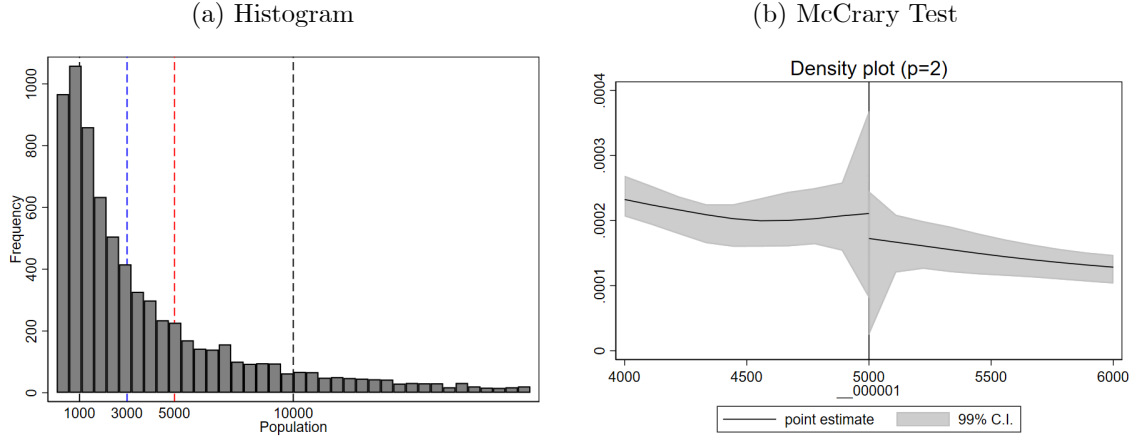 (a) Histogram
1000
800
600
400
200
0
Frequency
1000 3000 5000 10000
Population
(b) McCrary Test
Density plot (p=2)
.0004
.0003
.0002
.0001
0
4000 4500 5000 5500 6000
__000001
point estimate 99% C.I.